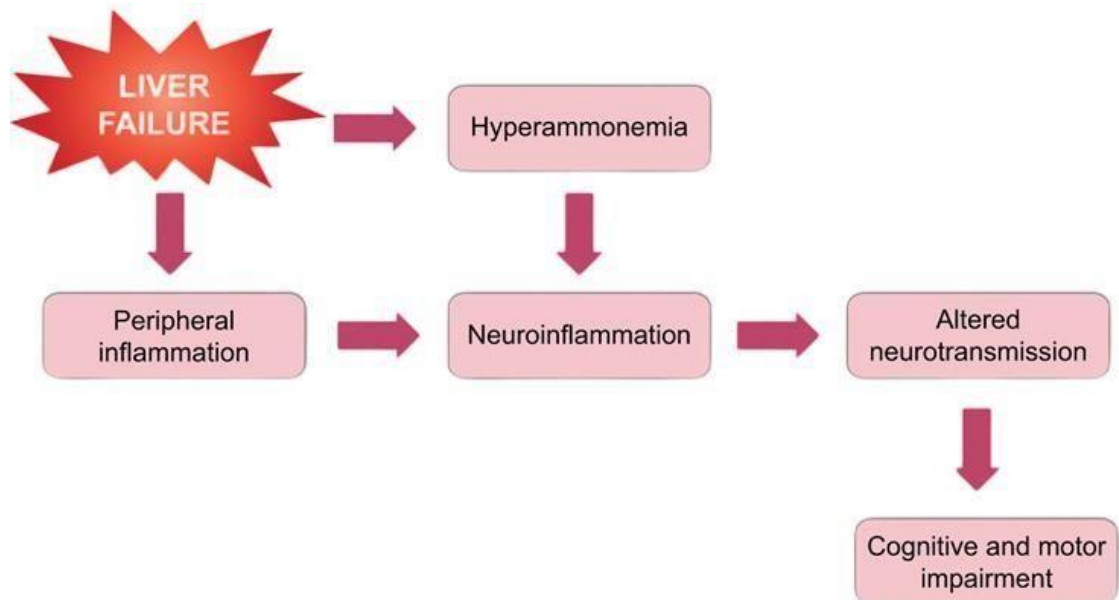 LIVER
FAILURE
Hyperammonemia
Peripheral
inflammation
Neuroinflammation
Altered
neurotransmission
Cognitive and motor
impairment